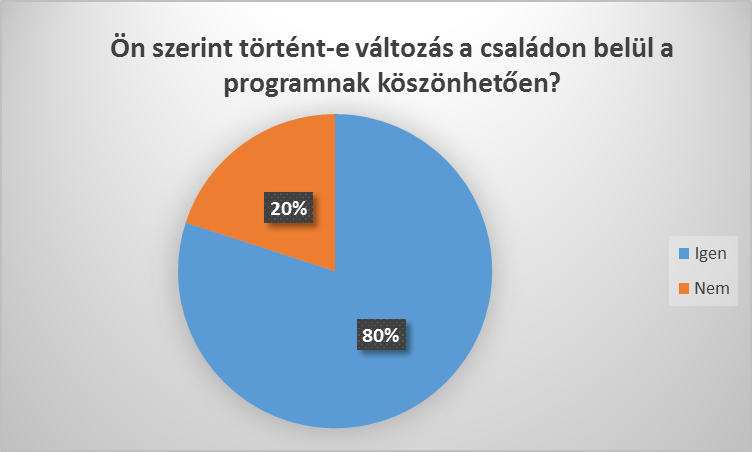 Ön szerint történt-e változás a családon belül a
programnak köszönhetően?
20%
80%
Igen
Nem